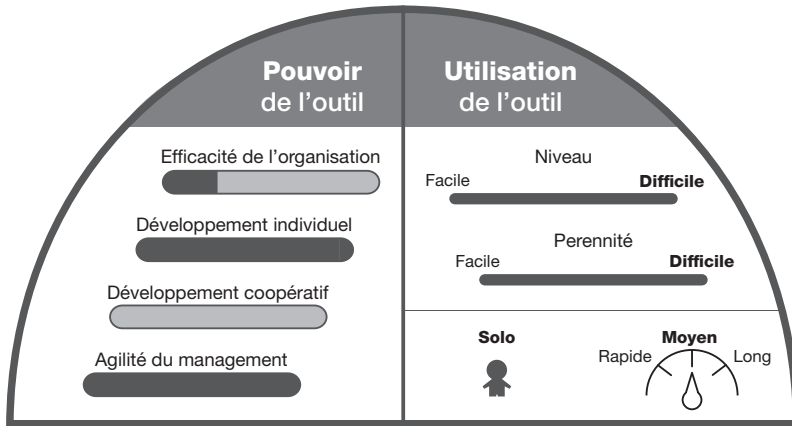 Pouvoir
de l’outil
Efficacité de l’organisation
Développement individuel
Développement coopératif
Agilité du management
Utilisation
de l’outil
Niveau
Facile Difficile
Perennité
Facile Difficile
Solo
Moyen
Rapide Long